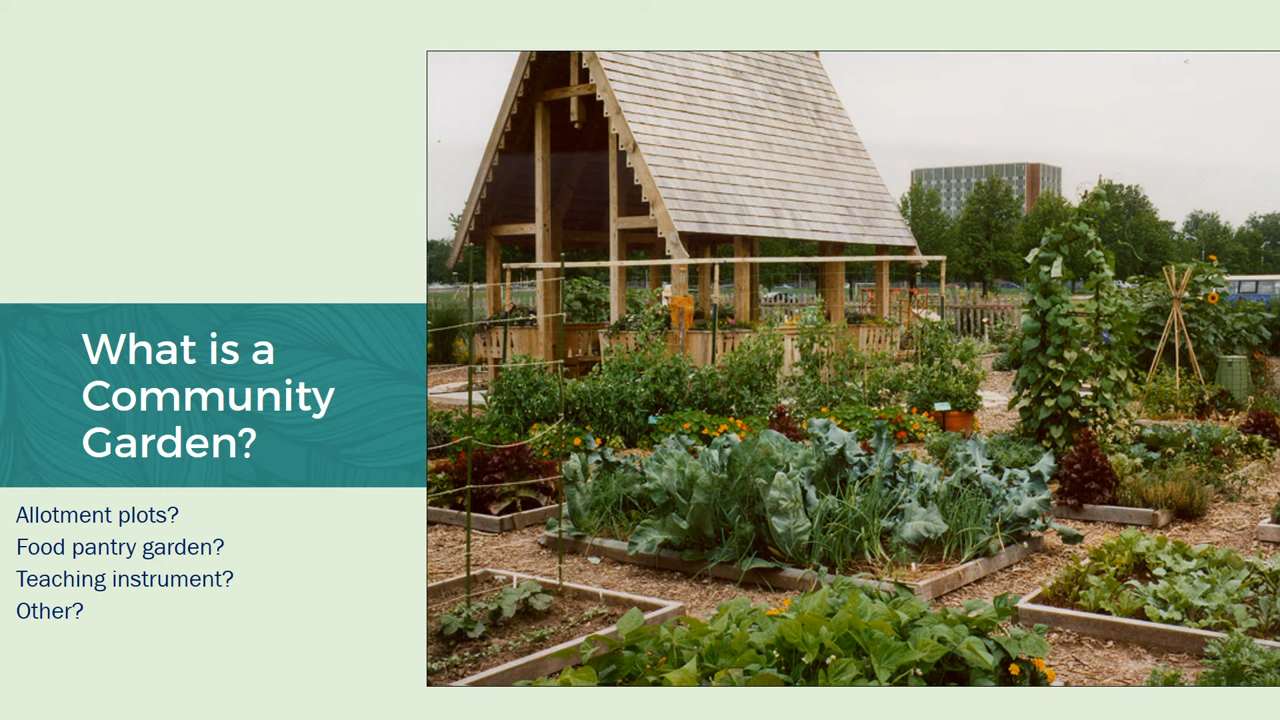 What is a
Community
Garden?
Allotment plots?
Food pantry garden?
Teaching instrument?
Other?